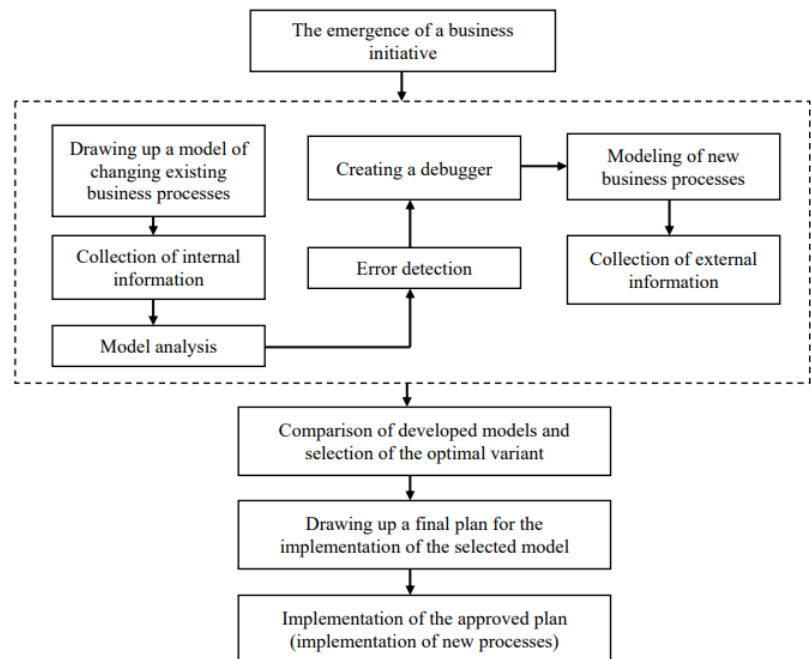 The emergence of a business
initiative
Drawing up a model of
changing existing
business processes
Collection of internal
information
Model analysis
Error detection
Creating a debugger
Modeling of new
business processes
Collection of external
information
Comparison of developed models and
selection of the optimal variant
Drawing up a final plan for the
implementation of the selected model
Implementation of the approved plan
(implementation of new processes)